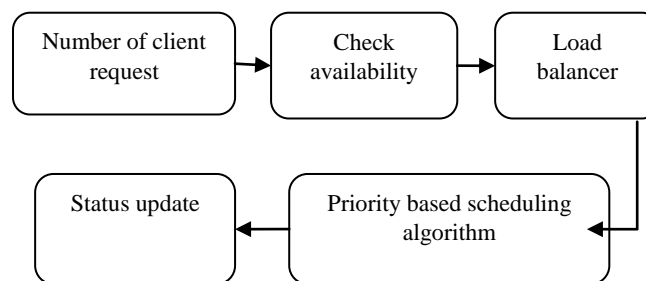 Number of client
request
Check
availability
Load
balancer
Status update
Priority based scheduling
algorithm